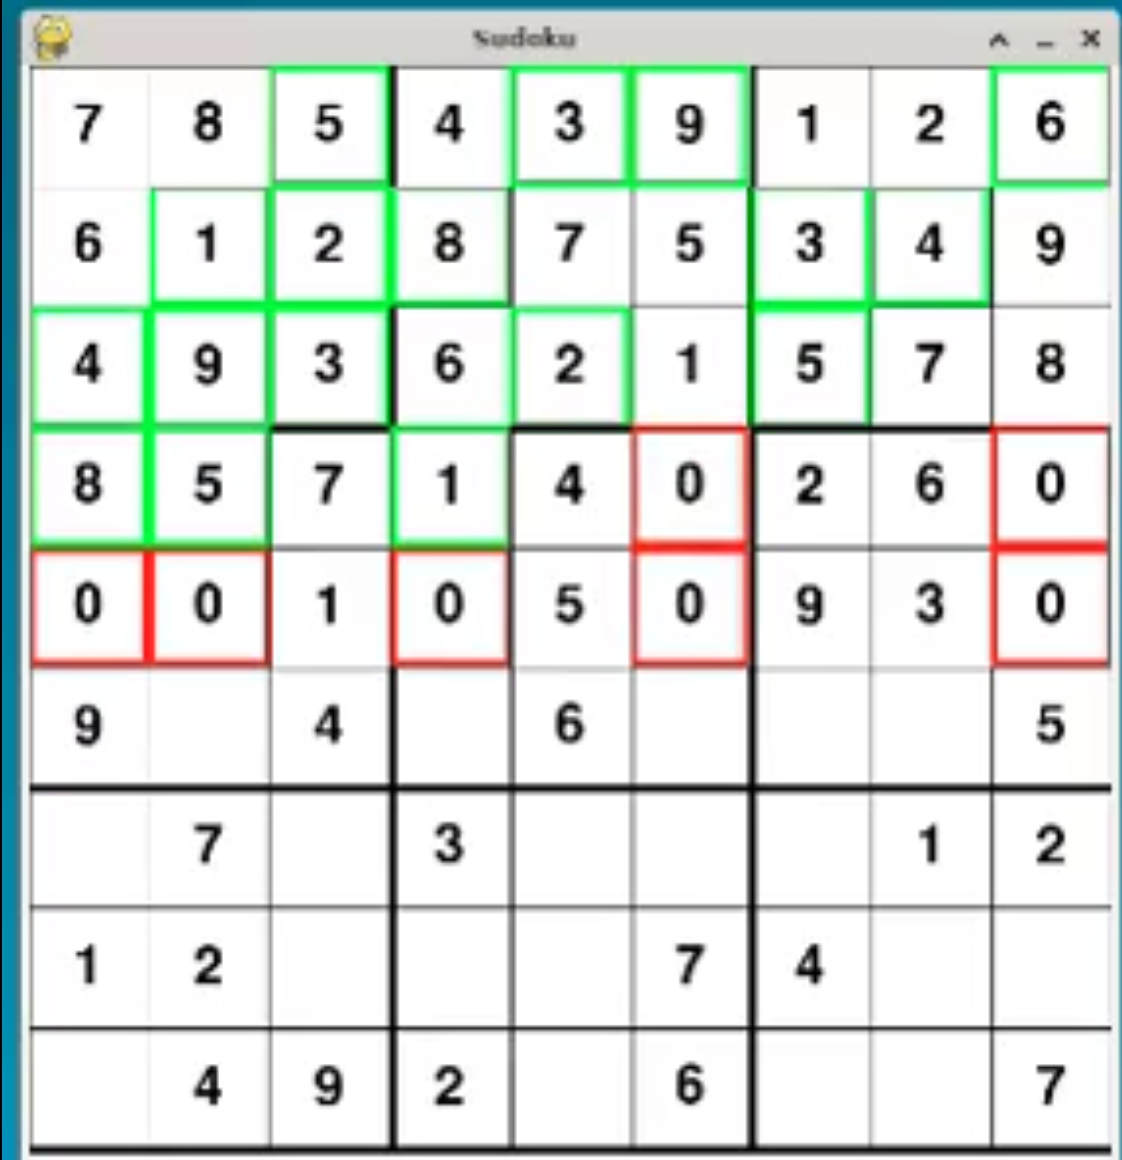 Sudoku
7 8 5 4 3 9 1 2 6
6 1 2 8 7 5 3 4 9
4 9 3 6 2 1 5 7 8
8 5 7 1 4 0 2 6 0
0 0 1 0 5 0 9 3 0
9 4 6 5
7 3 1 2
1 2 7 4
4 9 2 6 7